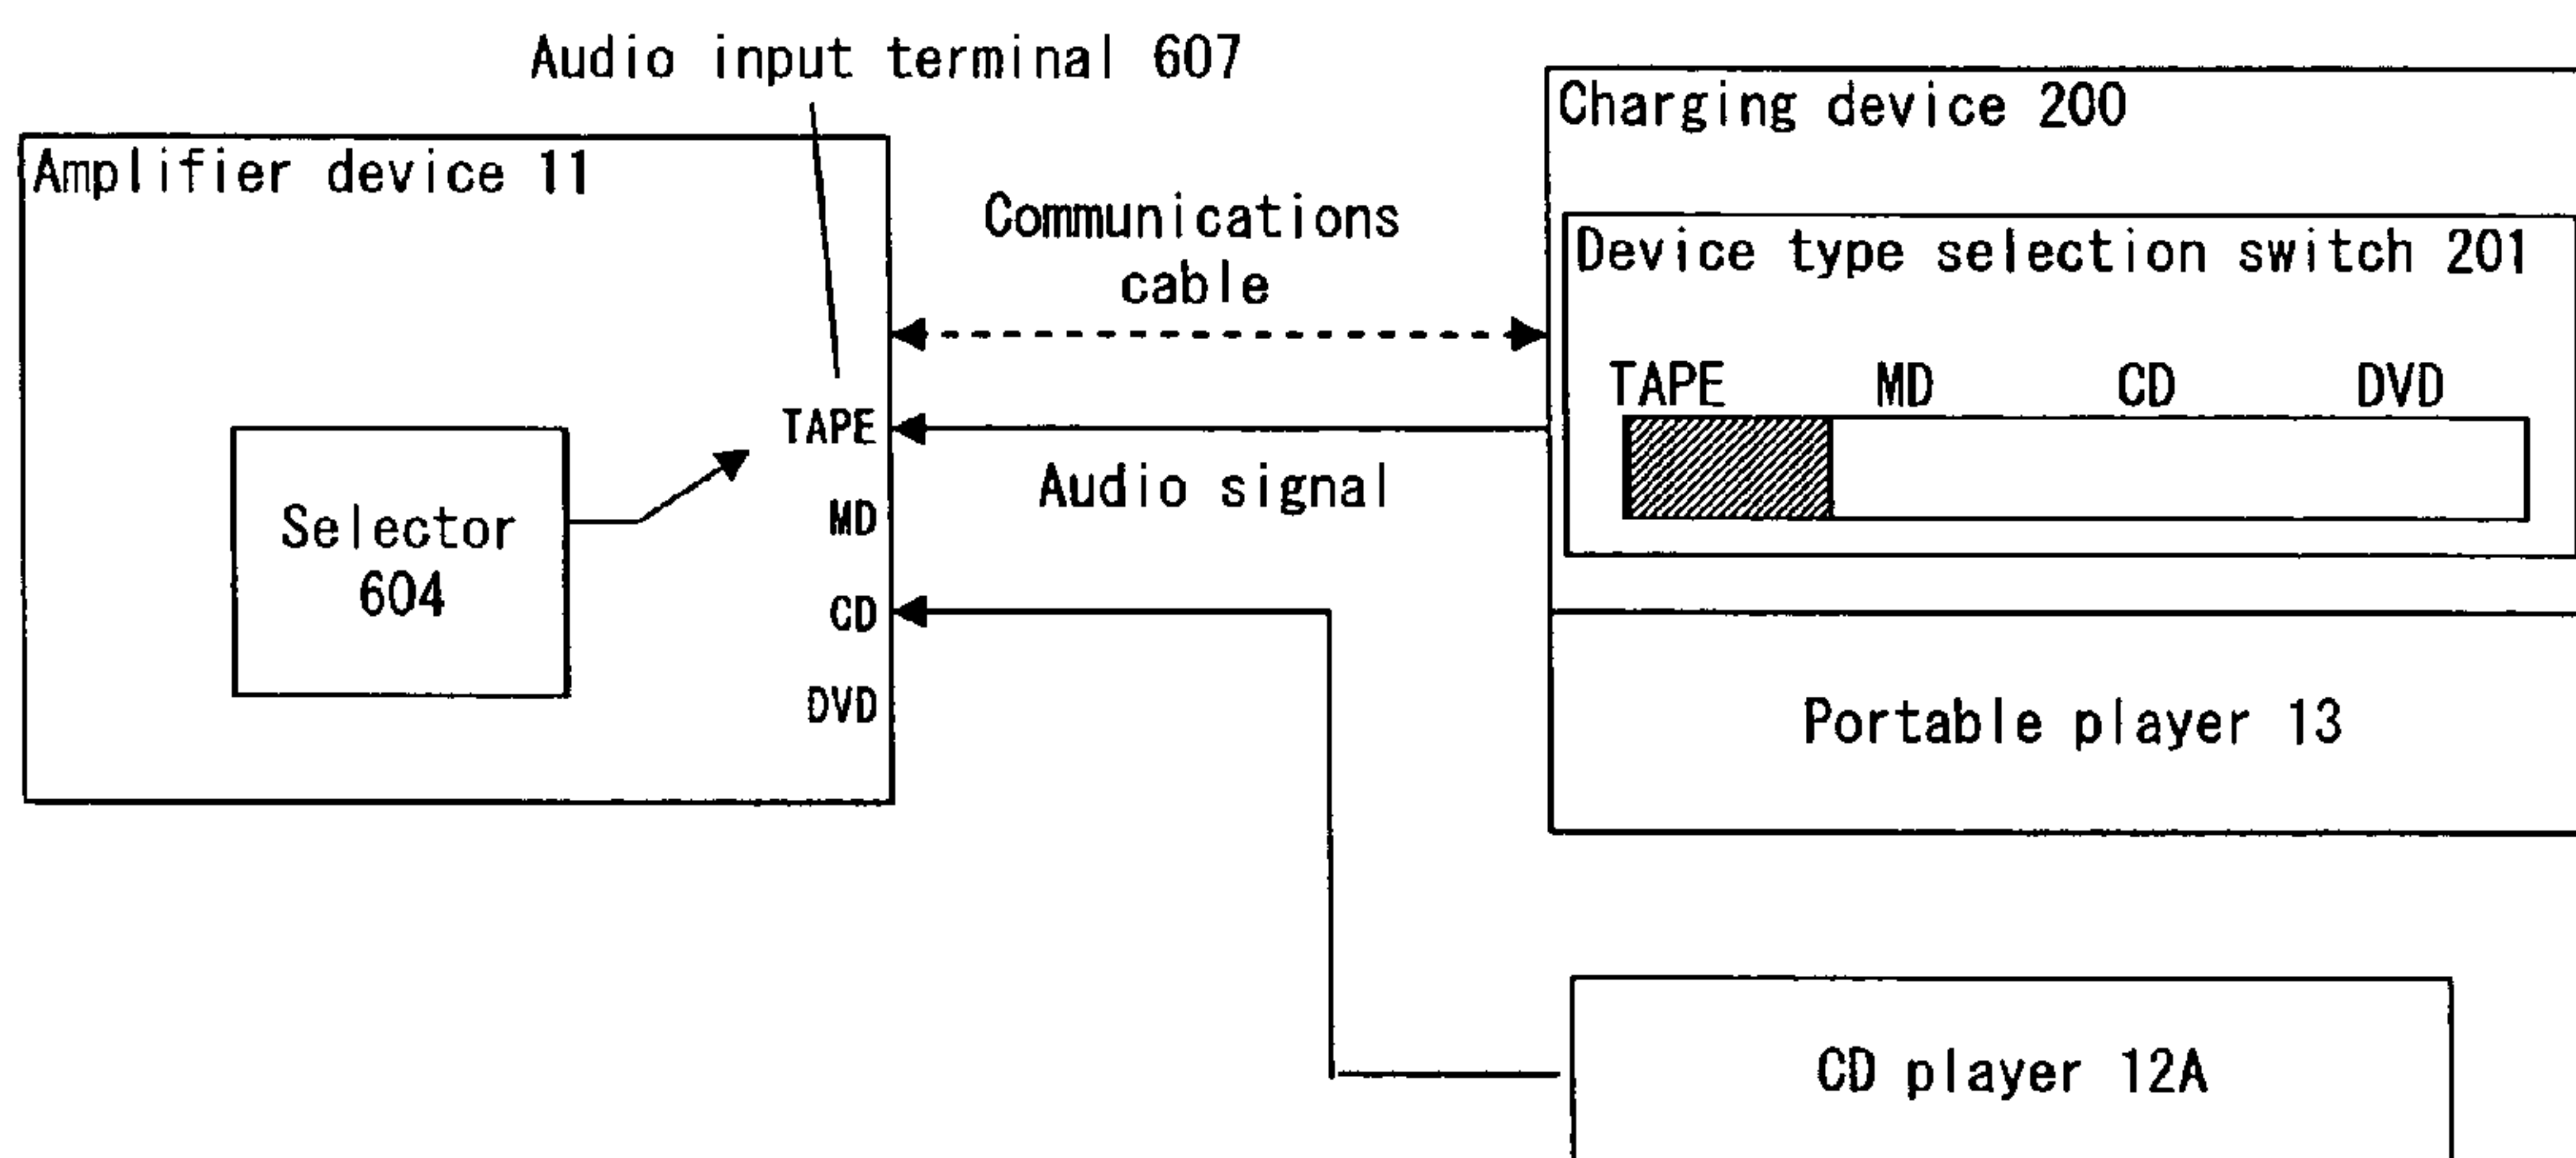 Audio input terminal 607
Amplifier device 11
Selector
604
TAPE
MD
CD
DVD
Communications
cable
Audio signal
Charging device 200
Device type selection switch 201
TAPE MD CD DVD
Portable player 13
CD player 12A